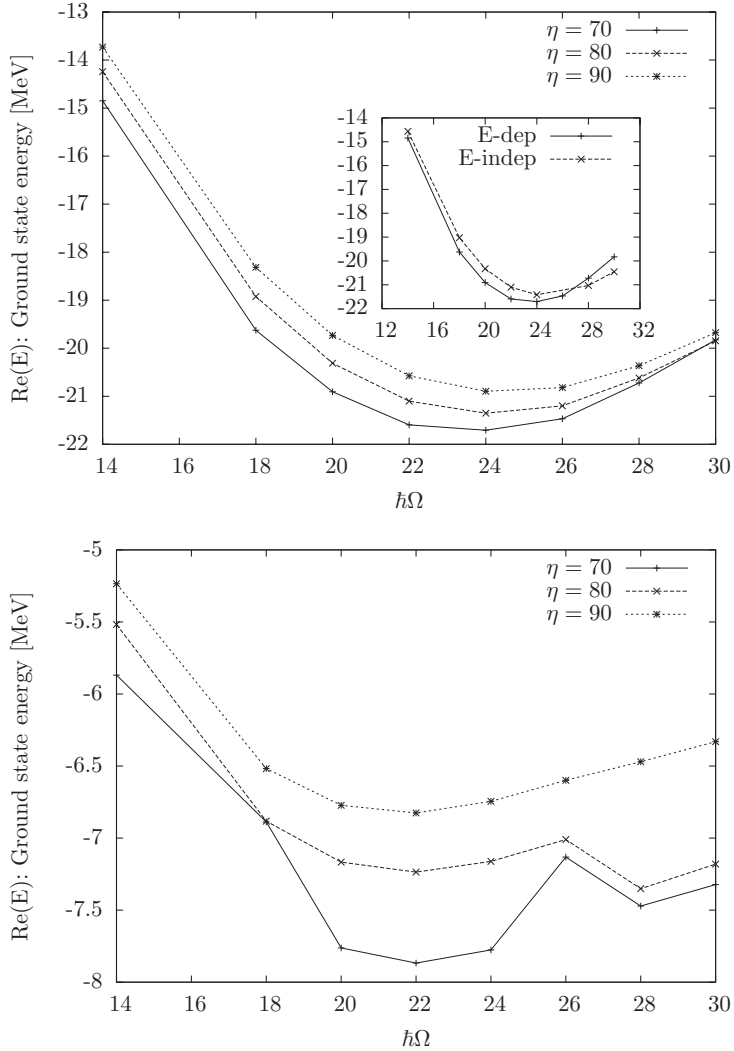 -13
-14
-15
-16
-17
-18
-19
-20
-21
-22
Re(E): Ground state energy [MeV]
η = 70
η = 80
η = 90
-14
-15
-16
-17
-18
-19
-20
-21
-22
E-dep
E-indep
12 16 20 24 28 32
14 16 18 20 22 24 26 28 30
ℏΩ
-5
-5.5
-6
-6.5
-7
-7.5
-8
Re(E): Ground state energy [MeV]
η = 70
η = 80
η = 90
14 16 18 20 22 24 26 28 30
ℏΩ